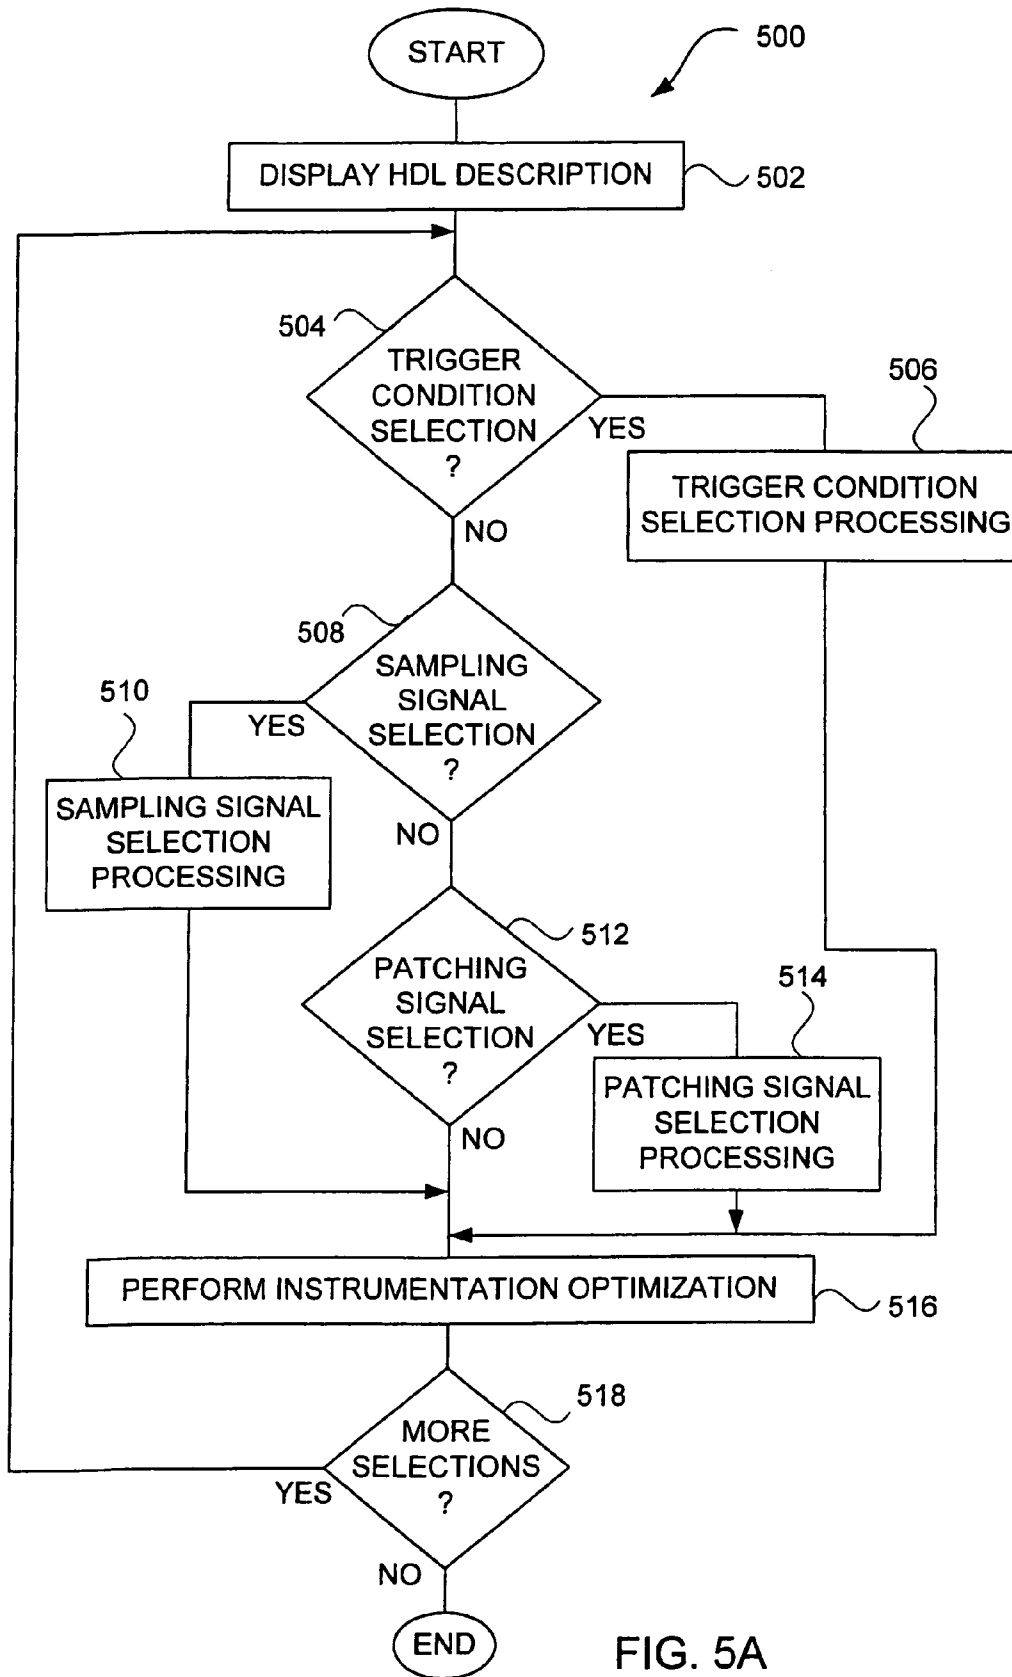 START
500
DISPLAY HDL DESCRIPTION
502
504
TRIGGER
CONDITION
SELECTION
?
YES
NO
506
TRIGGER CONDITION
SELECTION PROCESSING
508
SAMPLING
SIGNAL
SELECTION
?
YES
NO
510
SAMPLING SIGNAL
SELECTION
PROCESSING
512
PATCHING
SIGNAL
SELECTION
?
YES
NO
514
PATCHING SIGNAL
SELECTION
PROCESSING
PERFORM INSTRUMENTATION OPTIMIZATION
516
518
MORE
SELECTIONS
?
YES
NO
END
FIG. 5A